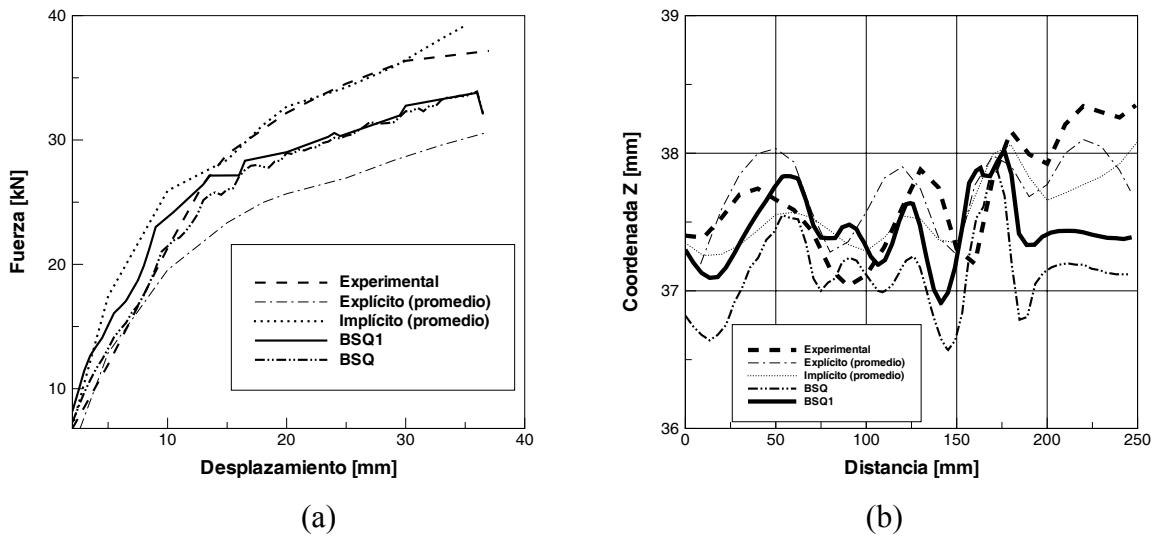 40
30
20
10
Fuerza [kN]
Experimental
Explícito (promedio)
Implícito (promedio)
BSQ1
BSQ
10
20
30
40
Desplazamiento [mm]
(a)
39
38
37
36
Coordenada Z [mm]
Experimental
Explícito (promedio)
Implícito (promedio)
BSQ
BSQ1
0
50
100
150
200
250
Distancia [mm]
(b)